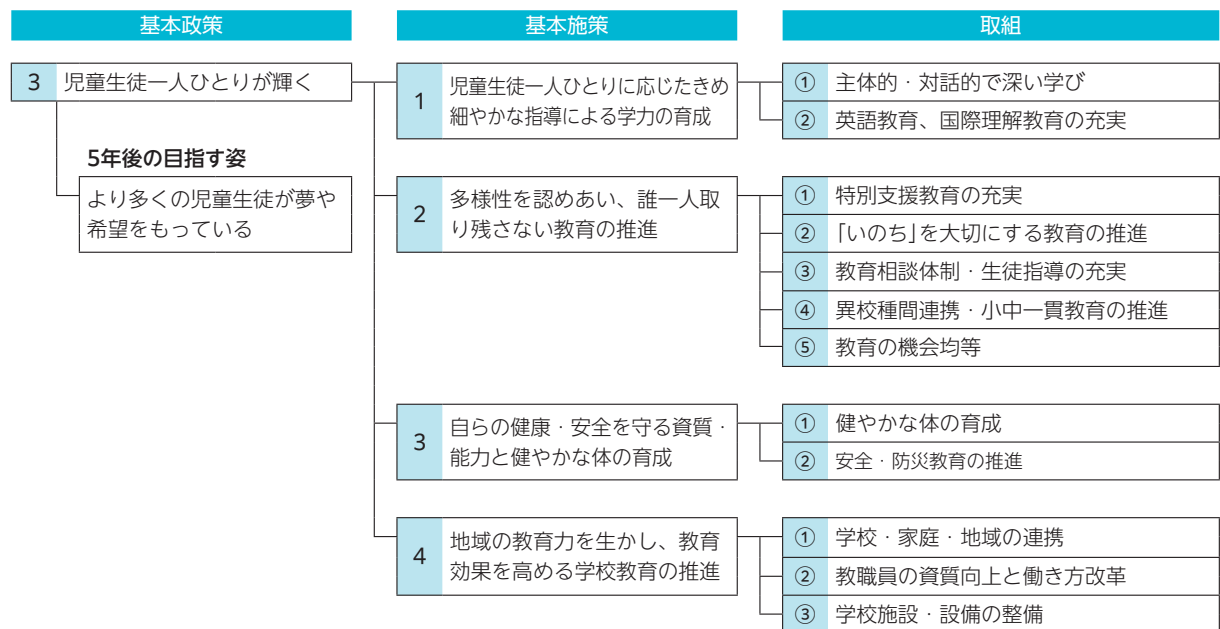 基本政策
基本施策
取組
3 児童生徒一人ひとりが輝く
5年後の目指す姿
より多くの児童生徒が夢や
希望をもっている
1 児童生徒一人ひとりに応じたきめ
細やかな指導による学力の育成
① 主体的・対話的で深い学び
② 英語教育、国際理解教育の充実
2 多様性を認めあい、誰一人取
り残さない教育の推進
① 特別支援教育の充実
② 「いのち」を大切にする教育の推進
③ 教育相談体制・生徒指導の充実
④ 異校種間連携・小中一貫教育の推進
⑤ 教育の機会均等
3 自らの健康・安全を守る資質・
能力と健やかな体の育成
① 健やかな体の育成
② 安全・防災教育の推進
4 地域の教育力を生かし、教育
効果を高める学校教育の推進
① 学校・家庭・地域の連携
② 教職員の資質向上と働き方改革
③ 学校施設・設備の整備